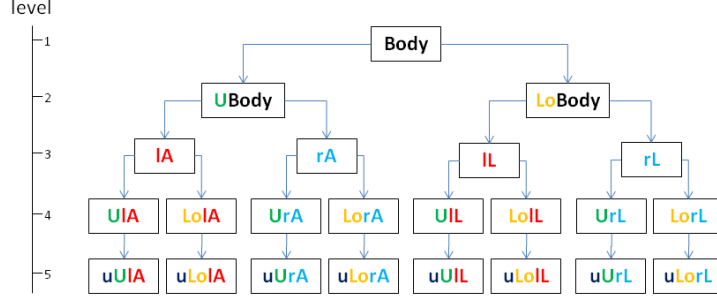 level
1
Body
2
UBody LoBody
3
lA rA lL rL
4
UlA LolA UrA LorA UlL LolL UrL LorL
5
uUlA uLolA uUrA uLorA uUlL uLolL uUrL uLorL